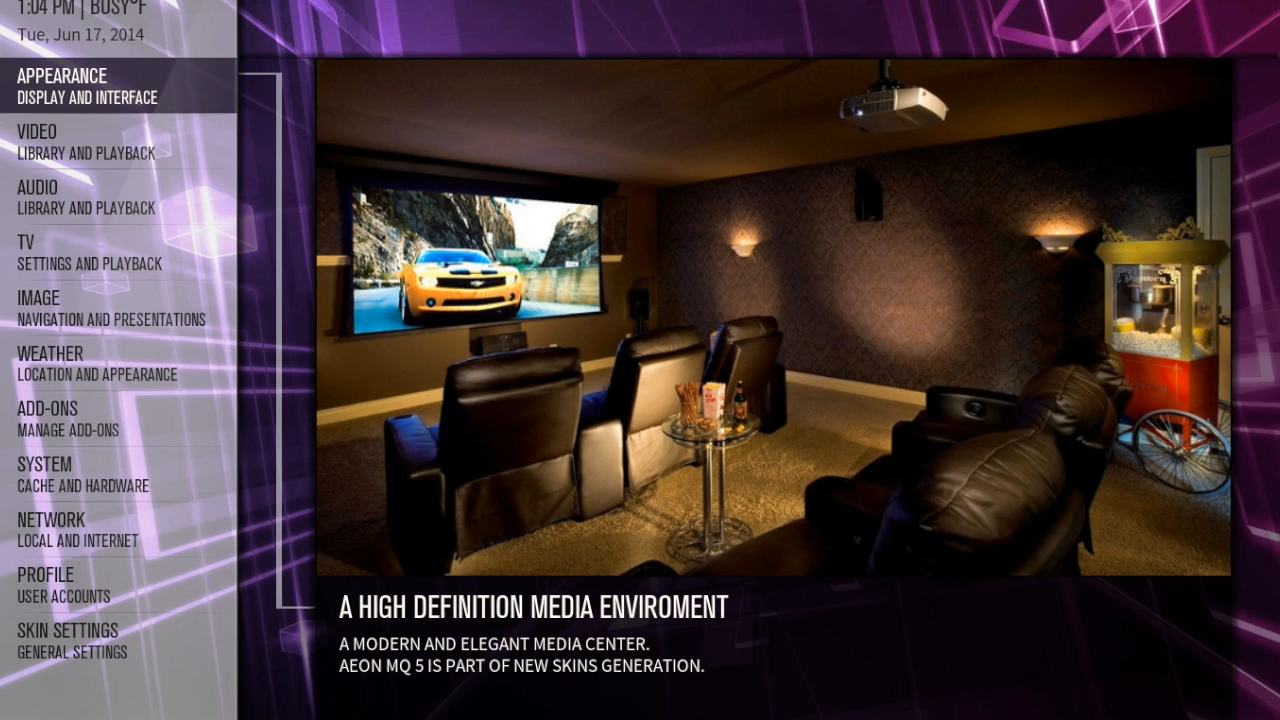 1:04 PM | BUSY°F
Tue, Jun 17, 2014
APPEARANCE
DISPLAY AND INTERFACE
VIDEO
LIBRARY AND PLAYBACK
AUDIO
LIBRARY AND PLAYBACK
TV
SETTINGS AND PLAYBACK
IMAGE
NAVIGATION AND PRESENTATIONS
WEATHER
LOCATION AND APPEARANCE
ADD-ONS
MANAGE ADD-ONS
SYSTEM
CACHE AND HARDWARE
NETWORK
LOCAL AND INTERNET
PROFILE
USER ACCOUNTS
SKIN SETTINGS
GENERAL SETTINGS
A HIGH DEFINITION MEDIA ENVIROMENT
A MODERN AND ELEGANT MEDIA CENTER.
AEON MQ 5 IS PART OF NEW SKINS GENERATION.